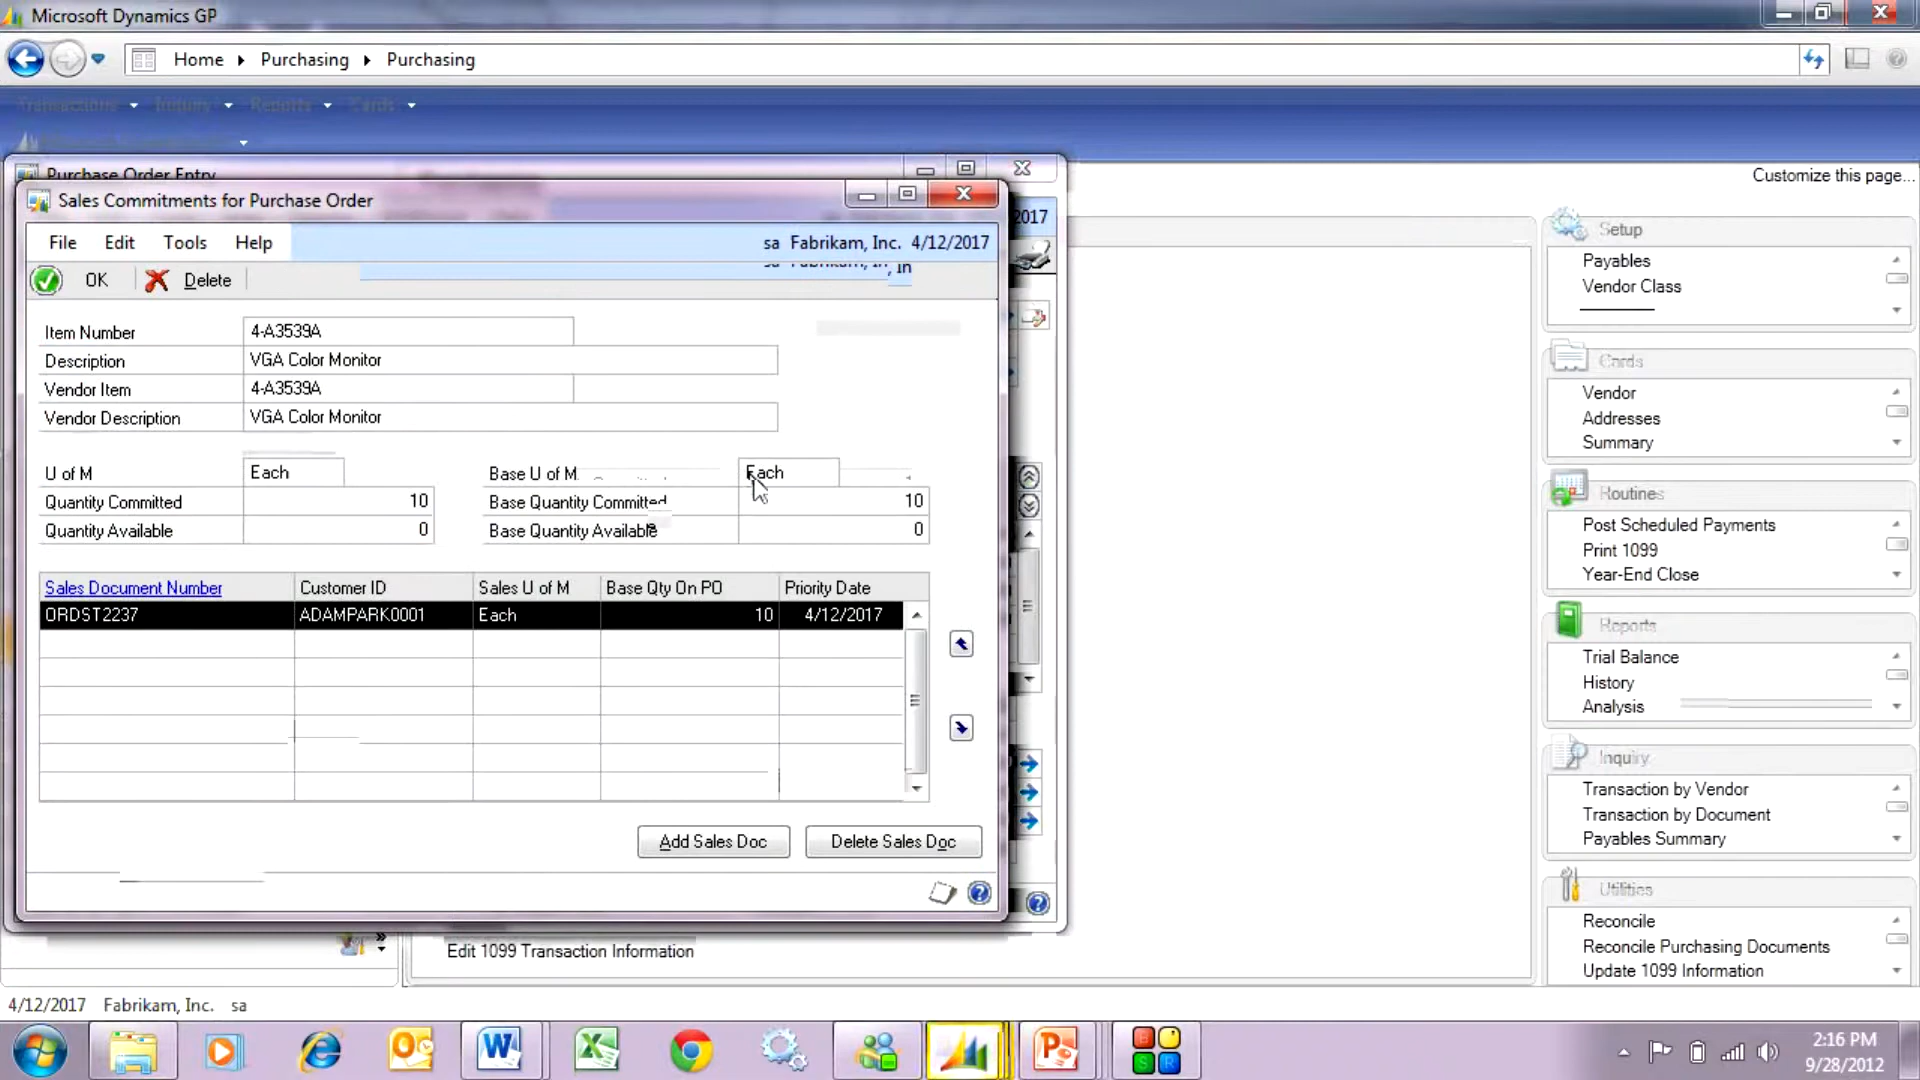 Microsoft Dynamics GP
Home Purchasing Purchasing
Transactions Inquiry Reports Cards
Customize this page...
Purchase Order Entry
2017
Sales Commitments for Purchase Order
File Edit Tools Help
sa Fabrikam, Inc. 4/12/2017
OK Delete
Item Number 4-A3539A
Description VGA Color Monitor
Vendor Item 4-A3539A
Vendor Description VGA Color Monitor
U of M Each Base U of M Each
Quantity Committed 10 Base Quantity Committed 10
Quantity Available 0 Base Quantity Available 0
Sales Document Number Customer ID Sales U of M Base Qty On PO Priority Date
ORDST2237 ADAMPARK0001 Each 10 4/12/2017
Add Sales Doc Delete Sales Doc
Edit 1099 Transaction Information
Setup
Payables
Vendor Class
Cards
Vendor
Addresses
Summary
Routines
Post Scheduled Payments
Print 1099
Year-End Close
Reports
Trial Balance
History
Analysis
Inquiry
Transaction by Vendor
Transaction by Document
Payables Summary
Utilities
Reconcile
Reconcile Purchasing Documents
Update 1099 Information
4/12/2017 Fabrikam, Inc. sa
2:16 PM
9/28/2012